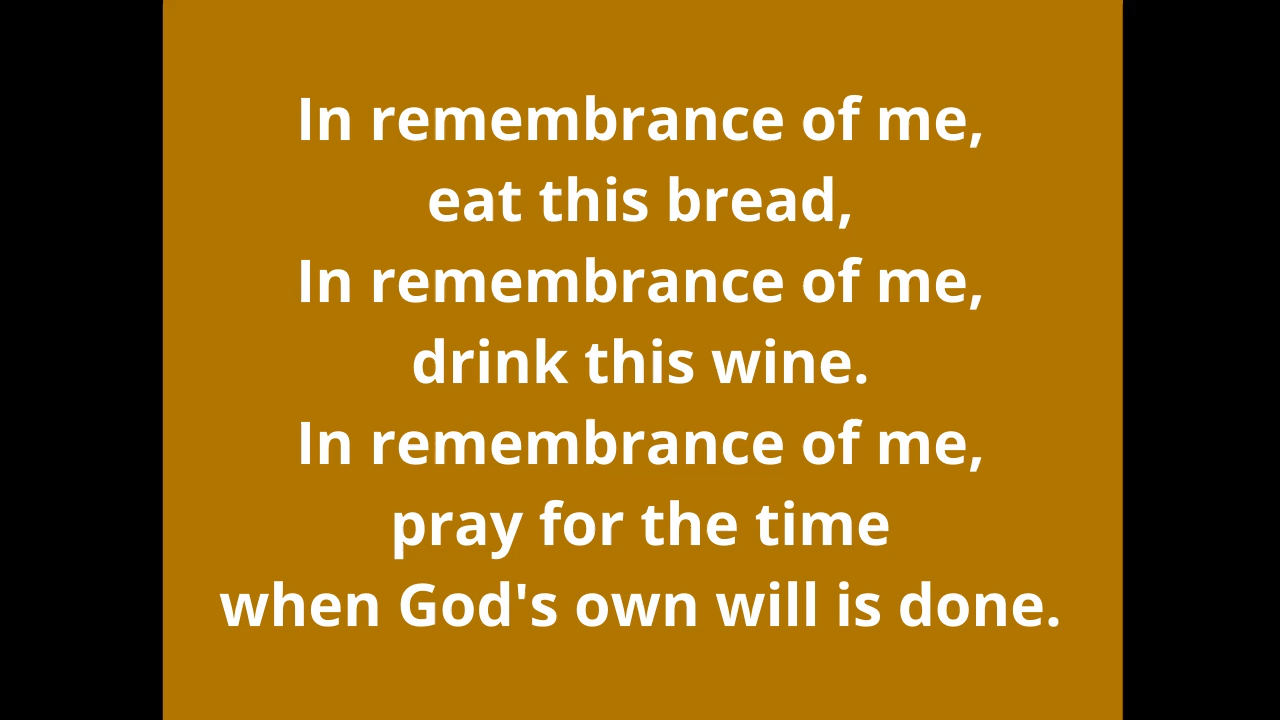 In remembrance of me,
eat this bread,
In remembrance of me,
drink this wine.
In remembrance of me,
pray for the time
when God's own will is done.